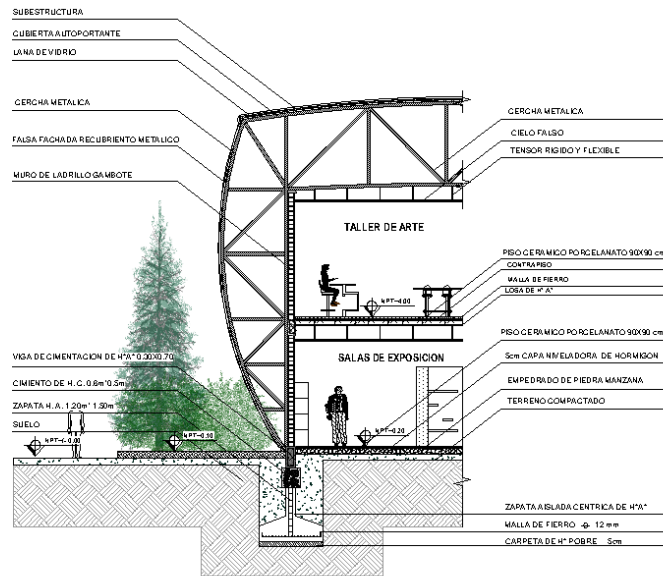 SUBESTRUCTURA
CUBIERTA AUTOPORTANTE
LANA DE VIDRIO
CERCHA METALICA
FALSA FACHADA RECUBRIENTO METALICO
MURO DE LADRILLO GAMBOTE
CERCHA METALICA
CIELO FALSO
TENSOR RIGIDO Y FLEXIBLE
TALLER DE ARTE
NPT+4.00
PISO CERAMICO PORCELANATO 90X90 cm
CONTRAPISO
MALLA DE FIERRO
LOSA DE H°A°
SALAS DE EXPOSICION
NPT+0.20
PISO CERAMICO PORCELANATO 90X90 cm
5cm CAPA NIVELADORA DE HORMIGON
EMPEDRADO DE PIEDRA MANZANA
TERRENO COMPACTADO
VIGA DE CIMENTACION DE H°A° 0.30X0.70
CIMIENTO DE H.C. 0.6m*0.5m
ZAPATA H.A. 1.20m* 1.50m
SUELO
NPT+-0.00
NPT+0.10
ZAPATA AISLADA CENTRICA DE H°A°
MALLA DE FIERRO 12 mm
CARPETA DE H° POBRE 5cm